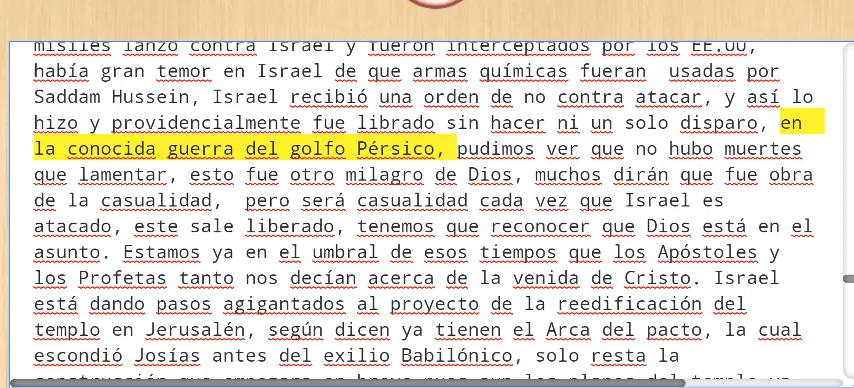 misiles lanzó contra Israel y fueron interceptados por los EE.UU,
había gran temor en Israel de que armas químicas fueran  usadas por
Saddam Hussein, Israel recibió una orden de no contra atacar, y así lo
hizo y providencialmente fue librado sin hacer ni un solo disparo, en
la conocida guerra del golfo Pérsico, pudimos ver que no hubo muertes
que lamentar, esto fue otro milagro de Dios, muchos dirán que fue obra
de la casualidad,  pero será casualidad cada vez que Israel es
atacado, este sale liberado, tenemos que reconocer que Dios está en el
asunto. Estamos ya en el umbral de esos tiempos que los Apóstoles y
los Profetas tanto nos decían acerca de la venida de Cristo. Israel
está dando pasos agigantados al proyecto de la reedificación del
templo en Jerusalén, según dicen ya tienen el Arca del pacto, la cual
escondió Josías antes del exilio Babilónico, solo resta la